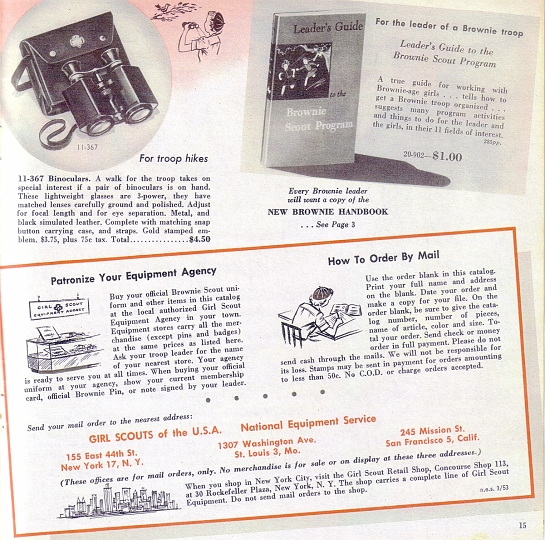 11-367
For troop hikes
11-367 Binoculars. A walk for the troop takes on
special interest if a pair of binoculars is on hand.
These lightweight glasses are 3-power, they have
matched lenses carefully ground and polished. Adjust
for focal length and for eye separation. Metal, and
black simulated leather. Complete with matching snap
button carrying case, and straps. Gold stamped em-
blem. $3.75, plus 75c tax. Total...............$4.50
Leader's Guide
to the
Brownie
Scout Program
For the leader of a Brownie troop
Leader's Guide to the
Brownie Scout Program
A true guide for working with
Brownie-age girls . . . tells how to
get a Brownie troop organized . . .
suggests many program activities
and things to do for the leader and
the girls, in their 11 fields of interest.
20-902—$1.00
Every Brownie leader
will want a copy of the
NEW BROWNIE HANDBOOK
. . . See Page 3
Patronize Your Equipment Agency
GIRL SCOUT
EQUIPMENT AGENCY
Buy your official Brownie Scout uni-
form and other items in this catalog
at the local authorized Girl Scout
Equipment Agency in your town.
Equipment stores carry all the mer-
chandise (except pins and badges)
at the same prices as listed here.
Ask your troop leader for the name
of your nearest store. Your agency
is ready to serve you at all times. When buying your official
uniform at your agency, show your current membership
card, official Brownie Pin, or note signed by your leader.
How To Order By Mail
Use the order blank in this catalog.
Print your full name and address
on the blank. Date your order and
make a copy for your file. On the
order blank, be sure to give the cata-
log number, number of pieces,
name of article, color and size. To-
tal your order. Send check or money
order in full payment. Please do not
send cash through the mails. We will not be responsible for
its loss. Stamps may be sent in payment for orders amounting
to less than 50c. No C.O.D. or charge orders accepted.
Send your mail order to the nearest address:
GIRL SCOUTS of the U.S.A. National Equipment Service
155 East 44th St.
New York 17, N. Y.
1307 Washington Ave.
St. Louis 3, Mo.
245 Mission St.
San Francisco 5, Calif.
(These offices are for mail orders, only. No merchandise is for sale or on display at these three addresses.)
When you shop in New York City, visit the Girl Scout Retail Shop, Concourse Shop 113,
at 30 Rockefeller Plaza, New York, N. Y. The shop carries a complete line of Girl Scout
Equipment. Do not send mail orders to the shop.
n.e.s. 1/53
15